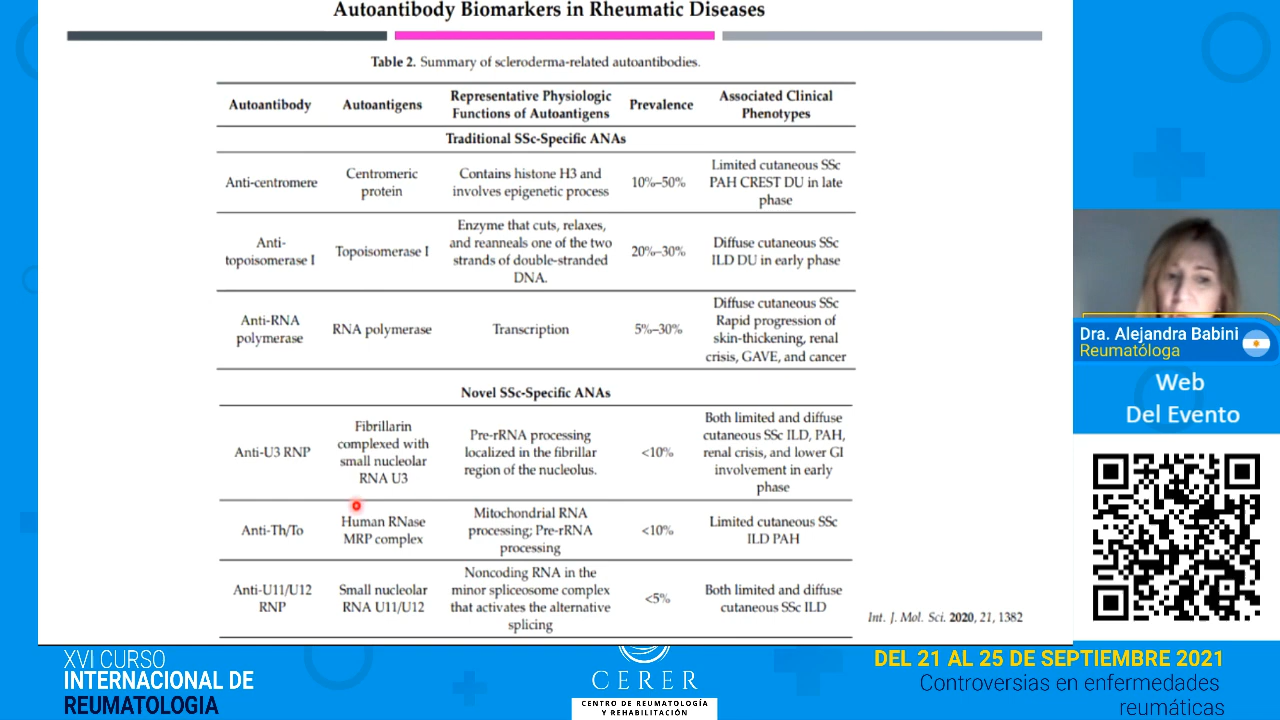 Autoantibody Biomarkers in Rheumatic Diseases
Table 2. Summary of scleroderma-related autoantibodies.
Autoantibody
Autoantigens
Representative Physiologic
Functions of Autoantigens
Prevalence
Associated Clinical
Phenotypes
Traditional SSc-Specific ANAs
Anti-centromere
Centromeric
protein
Contains histone H3 and
involves epigenetic process
10%–50%
Limited cutaneous SSc
PAH CREST DU in late
phase
Anti-
topoisomerase I
Topoisomerase I
Enzyme that cuts, relaxes,
and reanneals one of the two
strands of double-stranded
DNA.
20%–30%
Diffuse cutaneous SSc
ILD DU in early phase
Anti-RNA
polymerase
RNA polymerase
Transcription
5%–30%
Diffuse cutaneous SSc
Rapid progression of
skin-thickening, renal
crisis, GAVE, and cancer
Novel SSc-Specific ANAs
Anti-U3 RNP
Fibrillarin
complexed with
small nucleolar
RNA U3
Pre-rRNA processing
localized in the fibrillar
region of the nucleolus.
<10%
Both limited and diffuse
cutaneous SSc ILD, PAH,
renal crisis, and lower GI
involvement in early
phase
Anti-Th/To
Human RNase
MRP complex
Mitochondrial RNA
processing; Pre-rRNA
processing
<10%
Limited cutaneous SSc
ILD PAH
Anti-U11/U12
RNP
Small nucleolar
RNA U11/U12
Noncoding RNA in the
minor spliceosome complex
that activates the alternative
splicing
<5%
Both limited and diffuse
cutaneous SSc ILD
Int. J. Mol. Sci. 2020, 21, 1382
Dra. Alejandra Babini
Reumatóloga
Web
Del Evento
XVI CURSO
INTERNACIONAL DE
REUMATOLOGIA
CERER
CENTRO DE REUMATOLOGÍA
Y REHABILITACIÓN
DEL 21 AL 25 DE SEPTIEMBRE 2021
Controversias en enfermedades
reumáticas